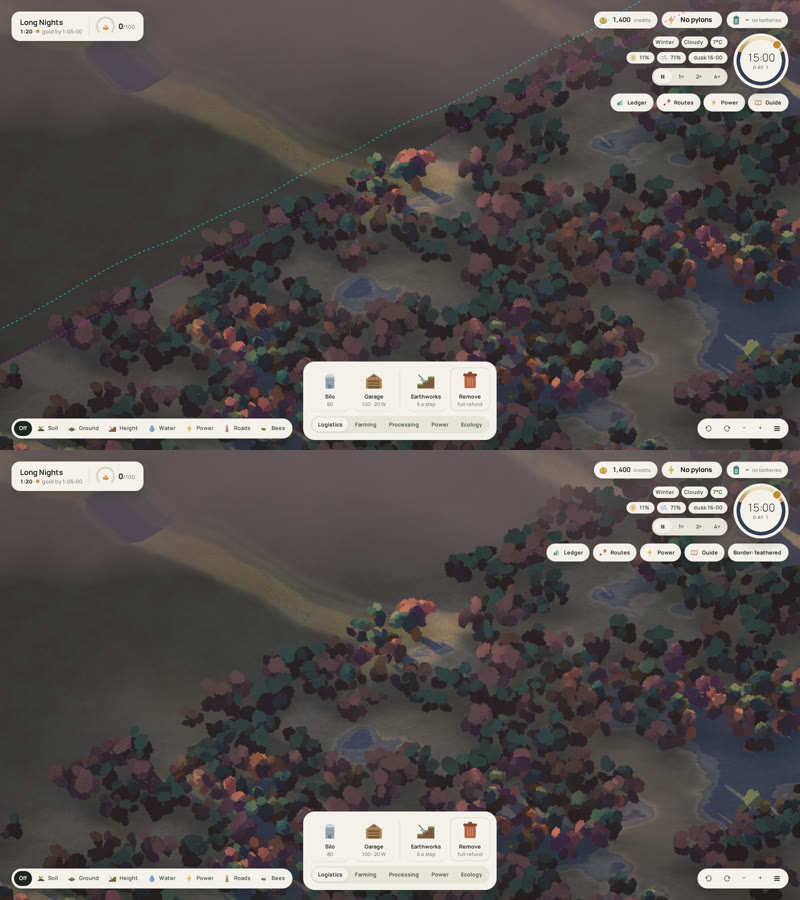 Long Nights
1:20 · gold by 1:05:00
0/100
1,400 credits
No pylons
– no batteries
Winter
Cloudy
7°C
11%
71%
dusk 16:00
15:00
DAY 1
1×
2×
4×
Ledger
Routes
Power
Guide
Silo
80
Garage
100 · 20 W
Earthworks
6 a step
Remove
full refund
Logistics
Farming
Processing
Power
Ecology
Off
Soil
Ground
Height
Water
Power
Roads
Bees
Long Nights
1:20 · gold by 1:05:00
0/100
1,400 credits
No pylons
– no batteries
Winter
Cloudy
7°C
11%
71%
dusk 16:00
15:00
DAY 1
1×
2×
4×
Ledger
Routes
Power
Guide
Border: feathered
Silo
80
Garage
100 · 20 W
Earthworks
6 a step
Remove
full refund
Logistics
Farming
Processing
Power
Ecology
Off
Soil
Ground
Height
Water
Power
Roads
Bees